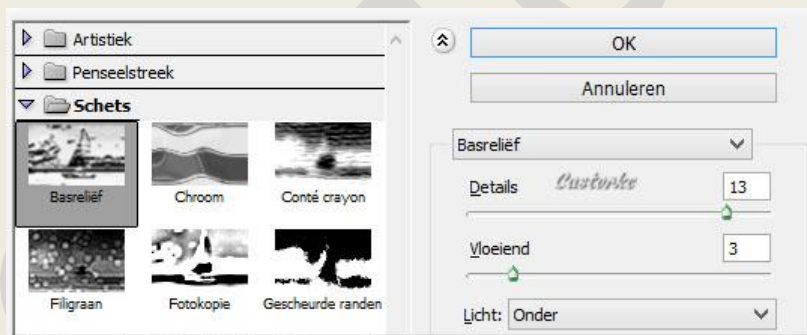 Artistiek
Penseelstreek
Schets
Basreliëf
Chroom
Conté crayon
Filigraan
Fotokopie
Gescheurde randen
OK
Annuleren
Basreliëf
Details
13
Vloeiend
3
Licht: Onder